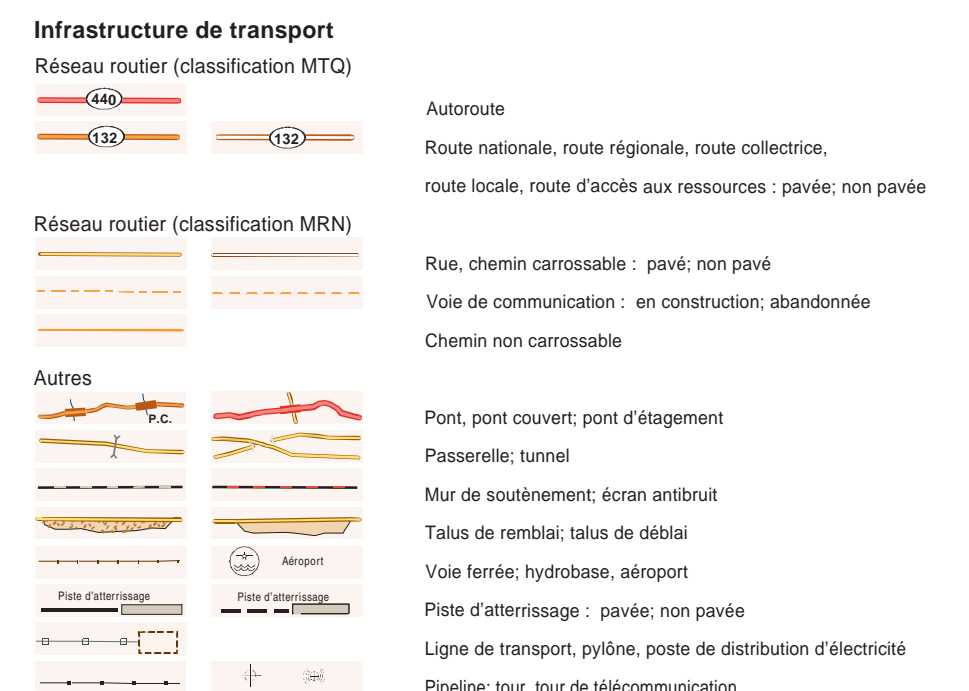 Infrastructure de transport
Réseau routier (classification MTQ)
440
Autoroute
132
132
Route nationale, route régionale, route collectrice,
route locale, route d'accès aux ressources : pavée; non pavée
Réseau routier (classification MRN)
Rue, chemin carrossable : pavé; non pavé
Voie de communication : en construction; abandonnée
Chemin non carrossable
Autres
P.C.
Pont, pont couvert; pont d'étagement
Passerelle; tunnel
Mur de soutènement; écran antibruit
Talus de remblai; talus de déblai
Aéroport
Voie ferrée; hydrobase, aéroport
Piste d'atterrissage
Piste d'atterrissage
Piste d'atterrissage : pavée; non pavée
Ligne de transport, pylône, poste de distribution d'électricité
Pipeline; tour, tour de télécommunication